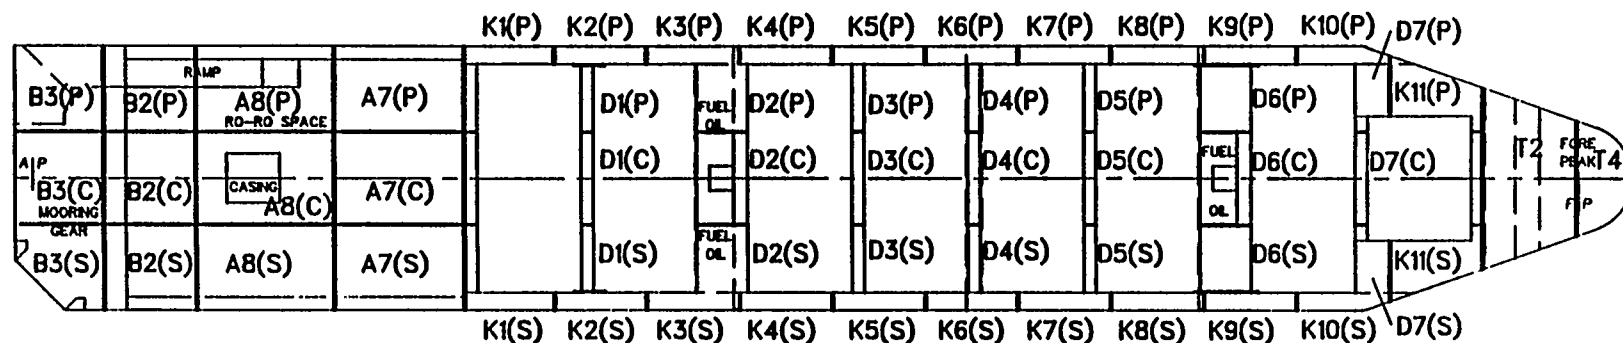 K1(P) K2(P) K3(P) K4(P) K5(P) K6(P) K7(P) K8(P) K9(P) K10(P) D7(P)
RAMP
B3(P) B2(P) A8(P) A7(P) D1(P) FUEL D2(P) D3(P) D4(P) D5(P) D6(P) K11(P)
RO-RO SPACE OIL
AP D1(C) D2(C) D3(C) D4(C) D5(C) FUEL D6(C) D7(C) T2 FORE
PEAK T4
B3(C) B2(C) CASING A7(C)
MOORING A8(C) OIL FP
GEAR FUEL
B3(S) B2(S) A8(S) A7(S) D1(S) OIL D2(S) D3(S) D4(S) D5(S) D6(S) K11(S)
K1(S) K2(S) K3(S) K4(S) K5(S) K6(S) K7(S) K8(S) K9(S) K10(S) D7(S)